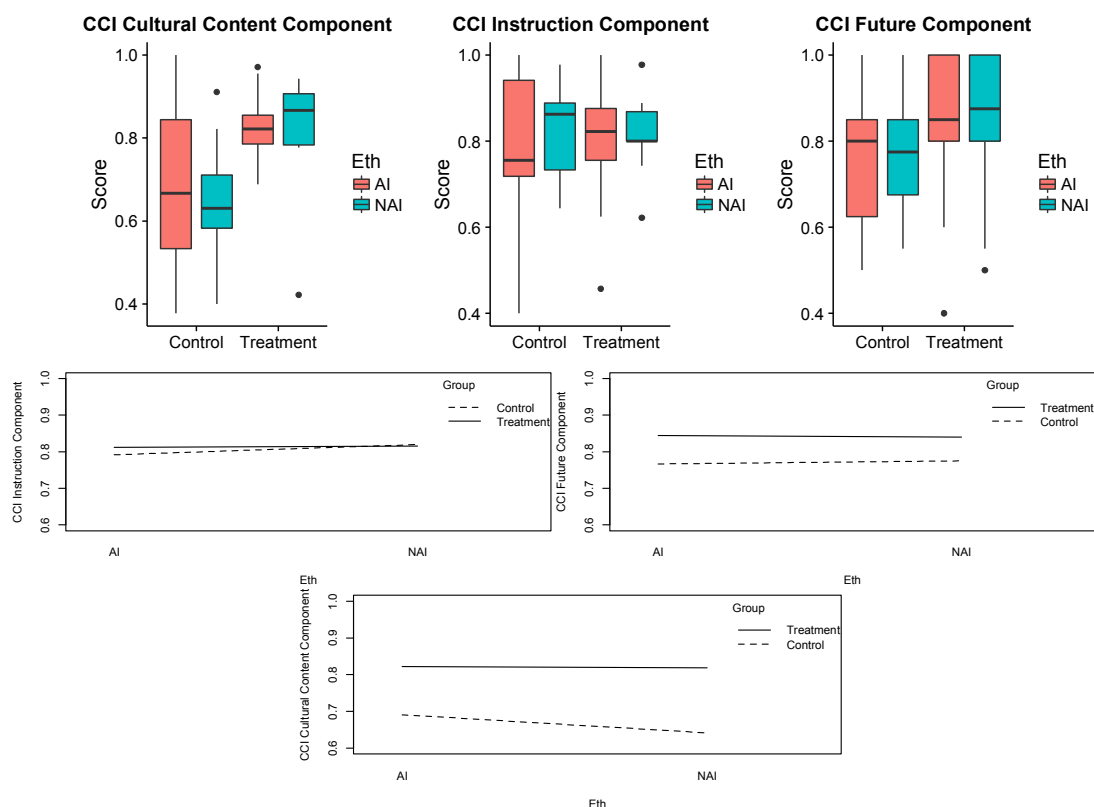 CCI Cultural Content Component
1.0
0.8
0.6
0.4
Score
Control Treatment
Eth
AI
NAI
CCI Instruction Component
1.0
0.8
0.6
0.4
Score
Control Treatment
Eth
AI
NAI
CCI Future Component
1.0
0.8
0.6
0.4
Score
Control Treatment
Eth
AI
NAI
CCI Instruction Component
1.0
0.9
0.8
0.7
0.6
Group
Control
Treatment
AI NAI
Eth
CCI Future Component
1.0
0.9
0.8
0.7
0.6
Group
Treatment
Control
AI NAI
Eth
CCI Cultural Content Component
1.0
0.9
0.8
0.7
0.6
Group
Treatment
Control
AI NAI
Eth